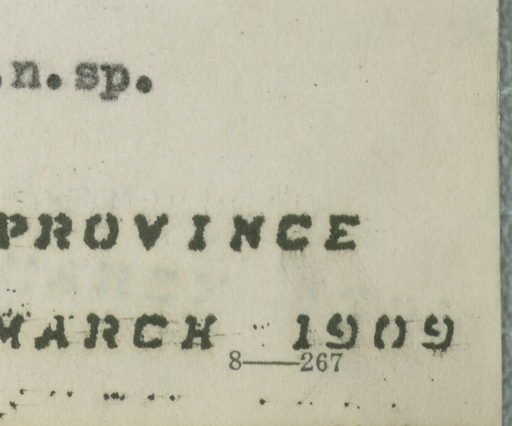 .n.sp.
PROVINCE
MARCH 1909
8—267